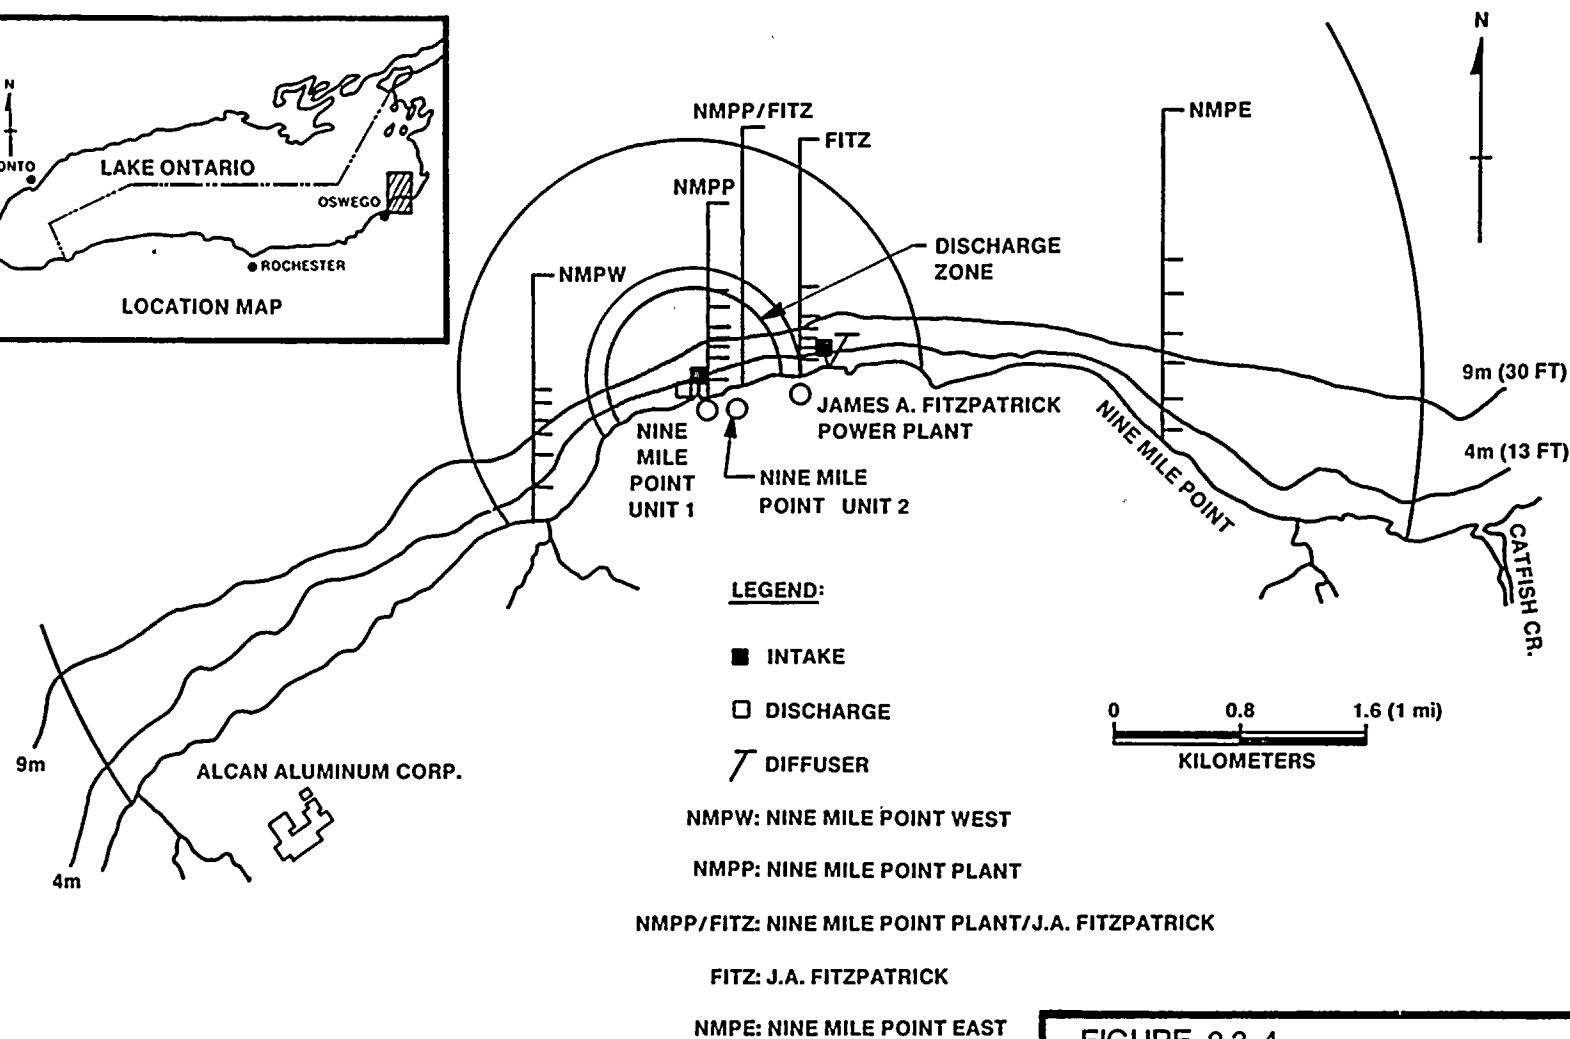 N
ONTO
LAKE ONTARIO
OSWEGO
ROCHESTER
LOCATION MAP
NMPW
NMPP
NMPP/FITZ
FITZ
DISCHARGE
ZONE
NMPE
N
9m (30 FT)
4m (13 FT)
NINE
MILE
POINT
UNIT 1
NINE MILE
POINT UNIT 2
JAMES A. FITZPATRICK
POWER PLANT
NINE MILE POINT
CATFISH CR.
9m
4m
ALCAN ALUMINUM CORP.
LEGEND:
INTAKE
DISCHARGE
DIFFUSER
NMPW: NINE MILE POINT WEST
NMPP: NINE MILE POINT PLANT
NMPP/FITZ: NINE MILE POINT PLANT/J.A. FITZPATRICK
FITZ: J.A. FITZPATRICK
NMPE: NINE MILE POINT EAST
0 0.8 1.6 (1 mi)
KILOMETERS